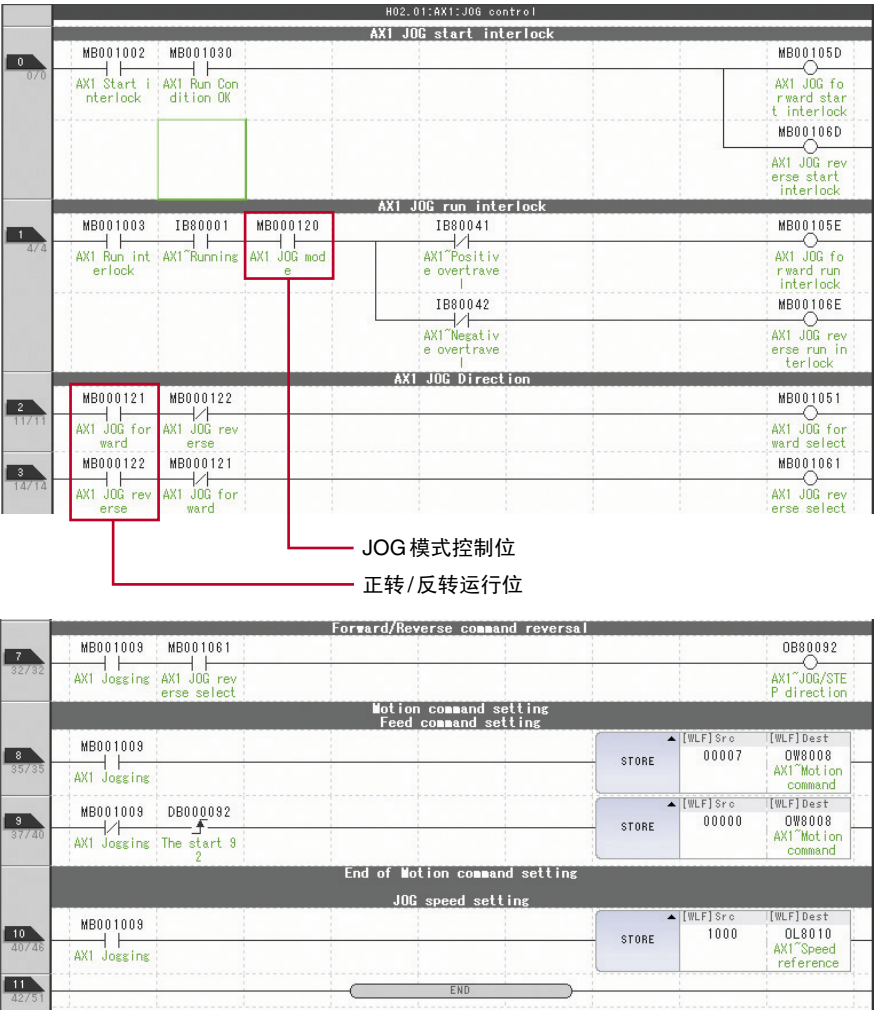 H02.01:AX1:JOG control
AX1 JOG start interlock
0
0/0
MB001002 MB001030 MB00105D
AX1 Start i AX1 Run Con AX1 JOG fo
nterlock dition OK rward star
t interlock
MB00106D
AX1 JOG rev
erse start
interlock
AX1 JOG run interlock
1
4/4
MB001003 IB80001 MB000120 IB80041 MB00105E
AX1 Run int AX1~Running AX1 JOG mod AX1~Positiv AX1 JOG fo
erlock e e overtrave rward run
l interlock
IB80042 MB00106E
AX1~Negativ AX1 JOG rev
e overtrave erse run in
l terlock
AX1 JOG Direction
2
11/11
MB000121 MB000122 MB001051
AX1 JOG for AX1 JOG rev AX1 JOG for
ward erse ward select
3
14/14
MB000122 MB000121 MB001061
AX1 JOG rev AX1 JOG for AX1 JOG rev
erse ward erse select
JOG模式控制位
正转/反转运行位
Forward/Reverse command reversal
7
32/32
MB001009 MB001061 OB80092
AX1 Jogging AX1 JOG rev AX1~JOG/STE
erse select P direction
Motion command setting
Feed command setting
8
35/35
MB001009 STORE [WLF]Src [WLF]Dest
00007 OW8008
AX1 Jogging AX1~Motion
command
9
37/40
MB001009 DB000092 STORE [WLF]Src [WLF]Dest
00000 OW8008
AX1 Jogging The start 9 AX1~Motion
2 command
End of Motion command setting
JOG speed setting
10
40/46
MB001009 STORE [WLF]Src [WLF]Dest
1000 OL8010
AX1 Jogging AX1~Speed
reference
11
42/51
END